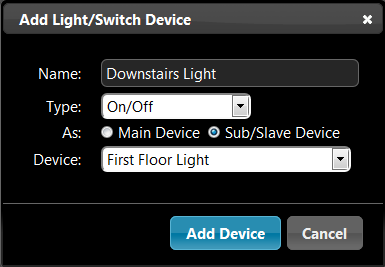 Add Light/Switch Device
Name: Downstairs Light
Type: On/Off
As: Main Device Sub/Slave Device
Device: First Floor Light
Add Device Cancel